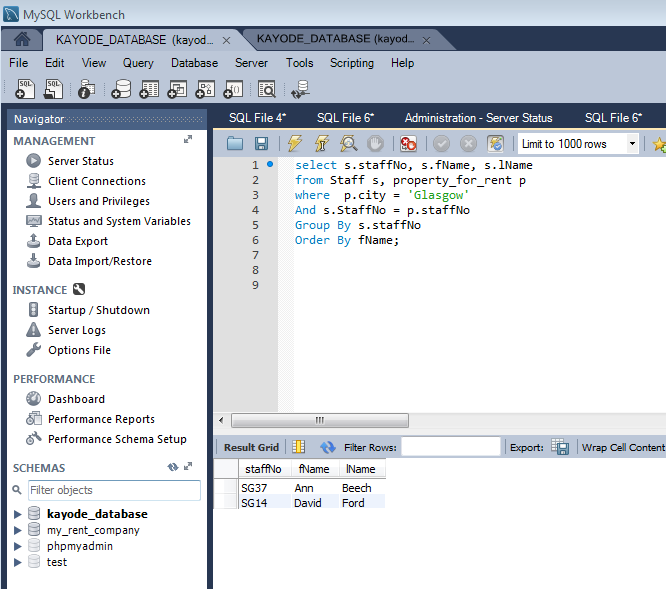 MySQL Workbench
KAYODE_DATABASE (kayod... ×
KAYODE_DATABASE (kayod... ×
File Edit View Query Database Server Tools Scripting Help
Navigator
MANAGEMENT
Server Status
Client Connections
Users and Privileges
Status and System Variables
Data Export
Data Import/Restore
INSTANCE
Startup / Shutdown
Server Logs
Options File
PERFORMANCE
Dashboard
Performance Reports
Performance Schema Setup
SCHEMAS
Filter objects
kayode_database
my_rent_company
phpmyadmin
test
SQL File 4* SQL File 6* Administration - Server Status SQL File 6*
Limit to 1000 rows
1 select s.staffNo, s.fName, s.lName
2 from Staff s, property_for_rent p
3 where  p.city = 'Glasgow'
4 And s.StaffNo = p.staffNo
5 Group By s.staffNo
6 Order By fName;
7
8
9
Result Grid Filter Rows: Export: Wrap Cell Content
staffNo fName lName
SG37 Ann Beech
SG14 David Ford